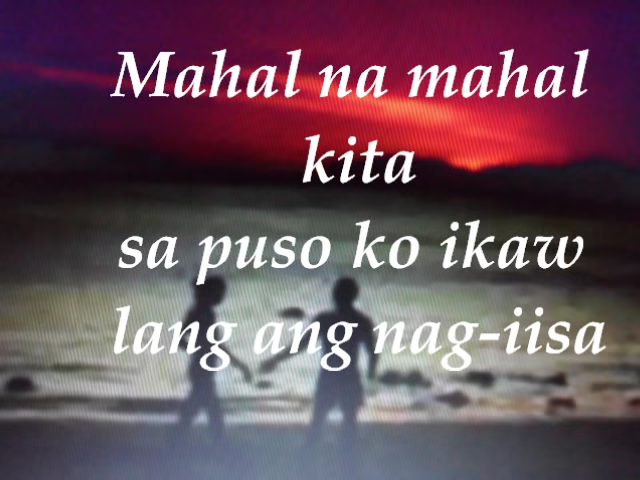 Mahal na mahal
kita
sa puso ko ikaw
lang ang nag-iisa